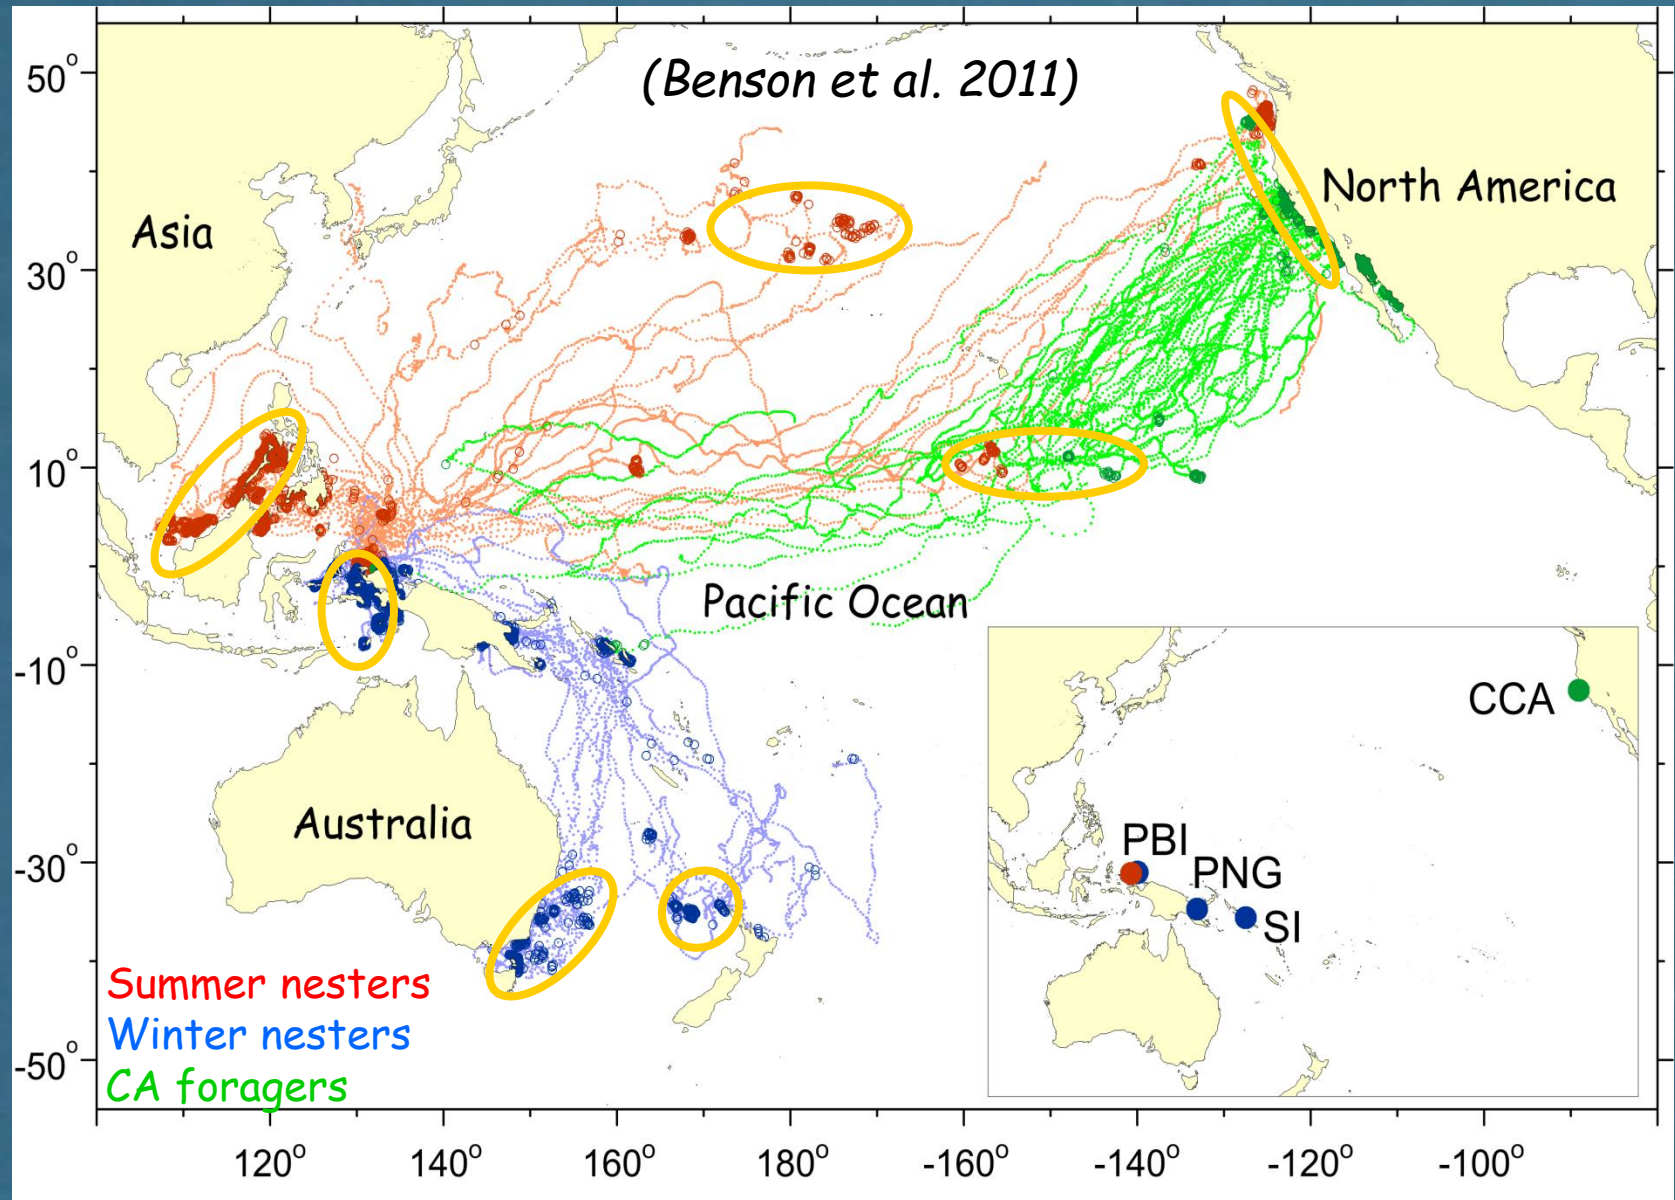 (Benson et al. 2011)
50°
30°
10°
-10°
-30°
-50°
Asia
North America
Pacific Ocean
Australia
Summer nesters
Winter nesters
CA foragers
CCA
PBI
PNG
SI
120° 140° 160° 180° -160° -140° -120° -100°